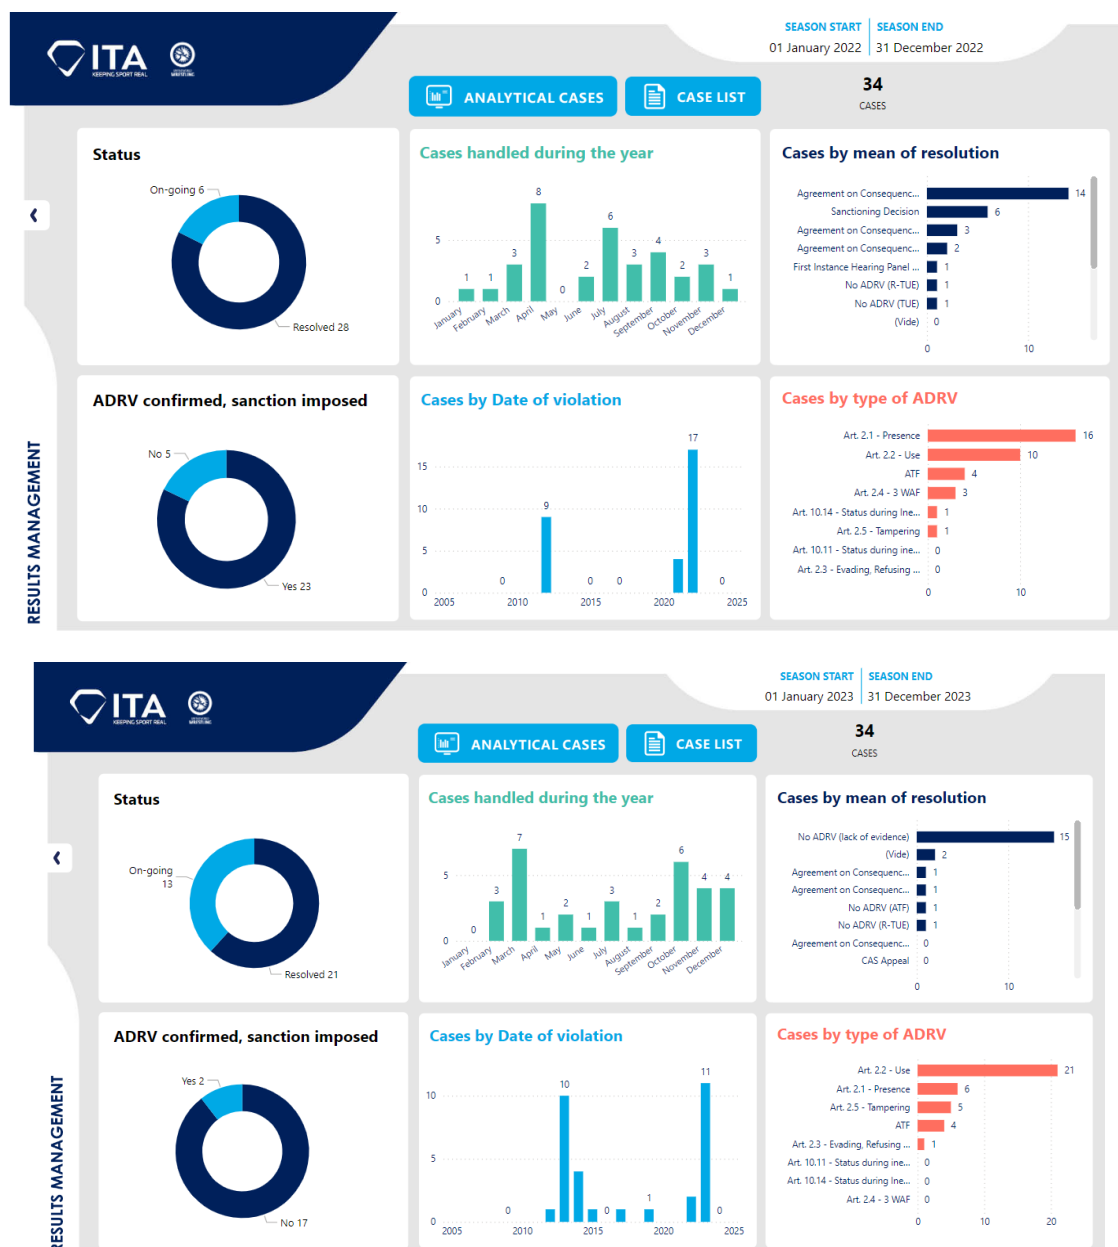 SEASON START SEASON END
01 January 2022 31 December 2022
ITA
KEEPING SPORT REAL
ANALYTICAL CASES
CASE LIST
34
CASES
Status
On-going 6
Resolved 28
Cases handled during the year
5
0
1 1 3 8 0 2 6 3 4 2 3 1
January February March April May June July August September October November December
Cases by mean of resolution
Agreement on Consequenc... 14
Sanctioning Decision 6
Agreement on Consequenc... 3
Agreement on Consequenc... 2
First Instance Hearing Panel ... 1
No ADRV (R-TUE) 1
No ADRV (TUE) 1
(Vide) 0
0 10
ADRV confirmed, sanction imposed
No 5
Yes 23
Cases by Date of violation
15
10
5
0
0 9 0 0 17 0
2005 2010 2015 2020 2025
Cases by type of ADRV
Art. 2.1 - Presence 16
Art. 2.2 - Use 10
ATF 4
Art. 2.4 - 3 WAF 3
Art. 10.14 - Status during Ine... 1
Art. 2.5 - Tampering 1
Art. 10.11 - Status during ine... 0
Art. 2.3 - Evading, Refusing ... 0
0 10
RESULTS MANAGEMENT
SEASON START SEASON END
01 January 2023 31 December 2023
ITA
KEEPING SPORT REAL
ANALYTICAL CASES
CASE LIST
34
CASES
Status
On-going
13
Resolved 21
Cases handled during the year
5
0
0 3 7 1 2 1 3 1 2 6 4 4
January February March April May June July August September October November December
Cases by mean of resolution
No ADRV (lack of evidence) 15
(Vide) 2
Agreement on Consequenc... 1
Agreement on Consequenc... 1
No ADRV (ATF) 1
No ADRV (R-TUE) 1
Agreement on Consequenc... 0
CAS Appeal 0
0 10
ADRV confirmed, sanction imposed
Yes 2
No 17
Cases by Date of violation
10
5
0
0 10 0 1 11 0
2005 2010 2015 2020 2025
Cases by type of ADRV
Art. 2.2 - Use 21
Art. 2.1 - Presence 6
Art. 2.5 - Tampering 5
ATF 4
Art. 2.3 - Evading, Refusing ... 1
Art. 10.11 - Status during ine... 0
Art. 10.14 - Status during Ine... 0
Art. 2.4 - 3 WAF 0
0 10 20
RESULTS MANAGEMENT